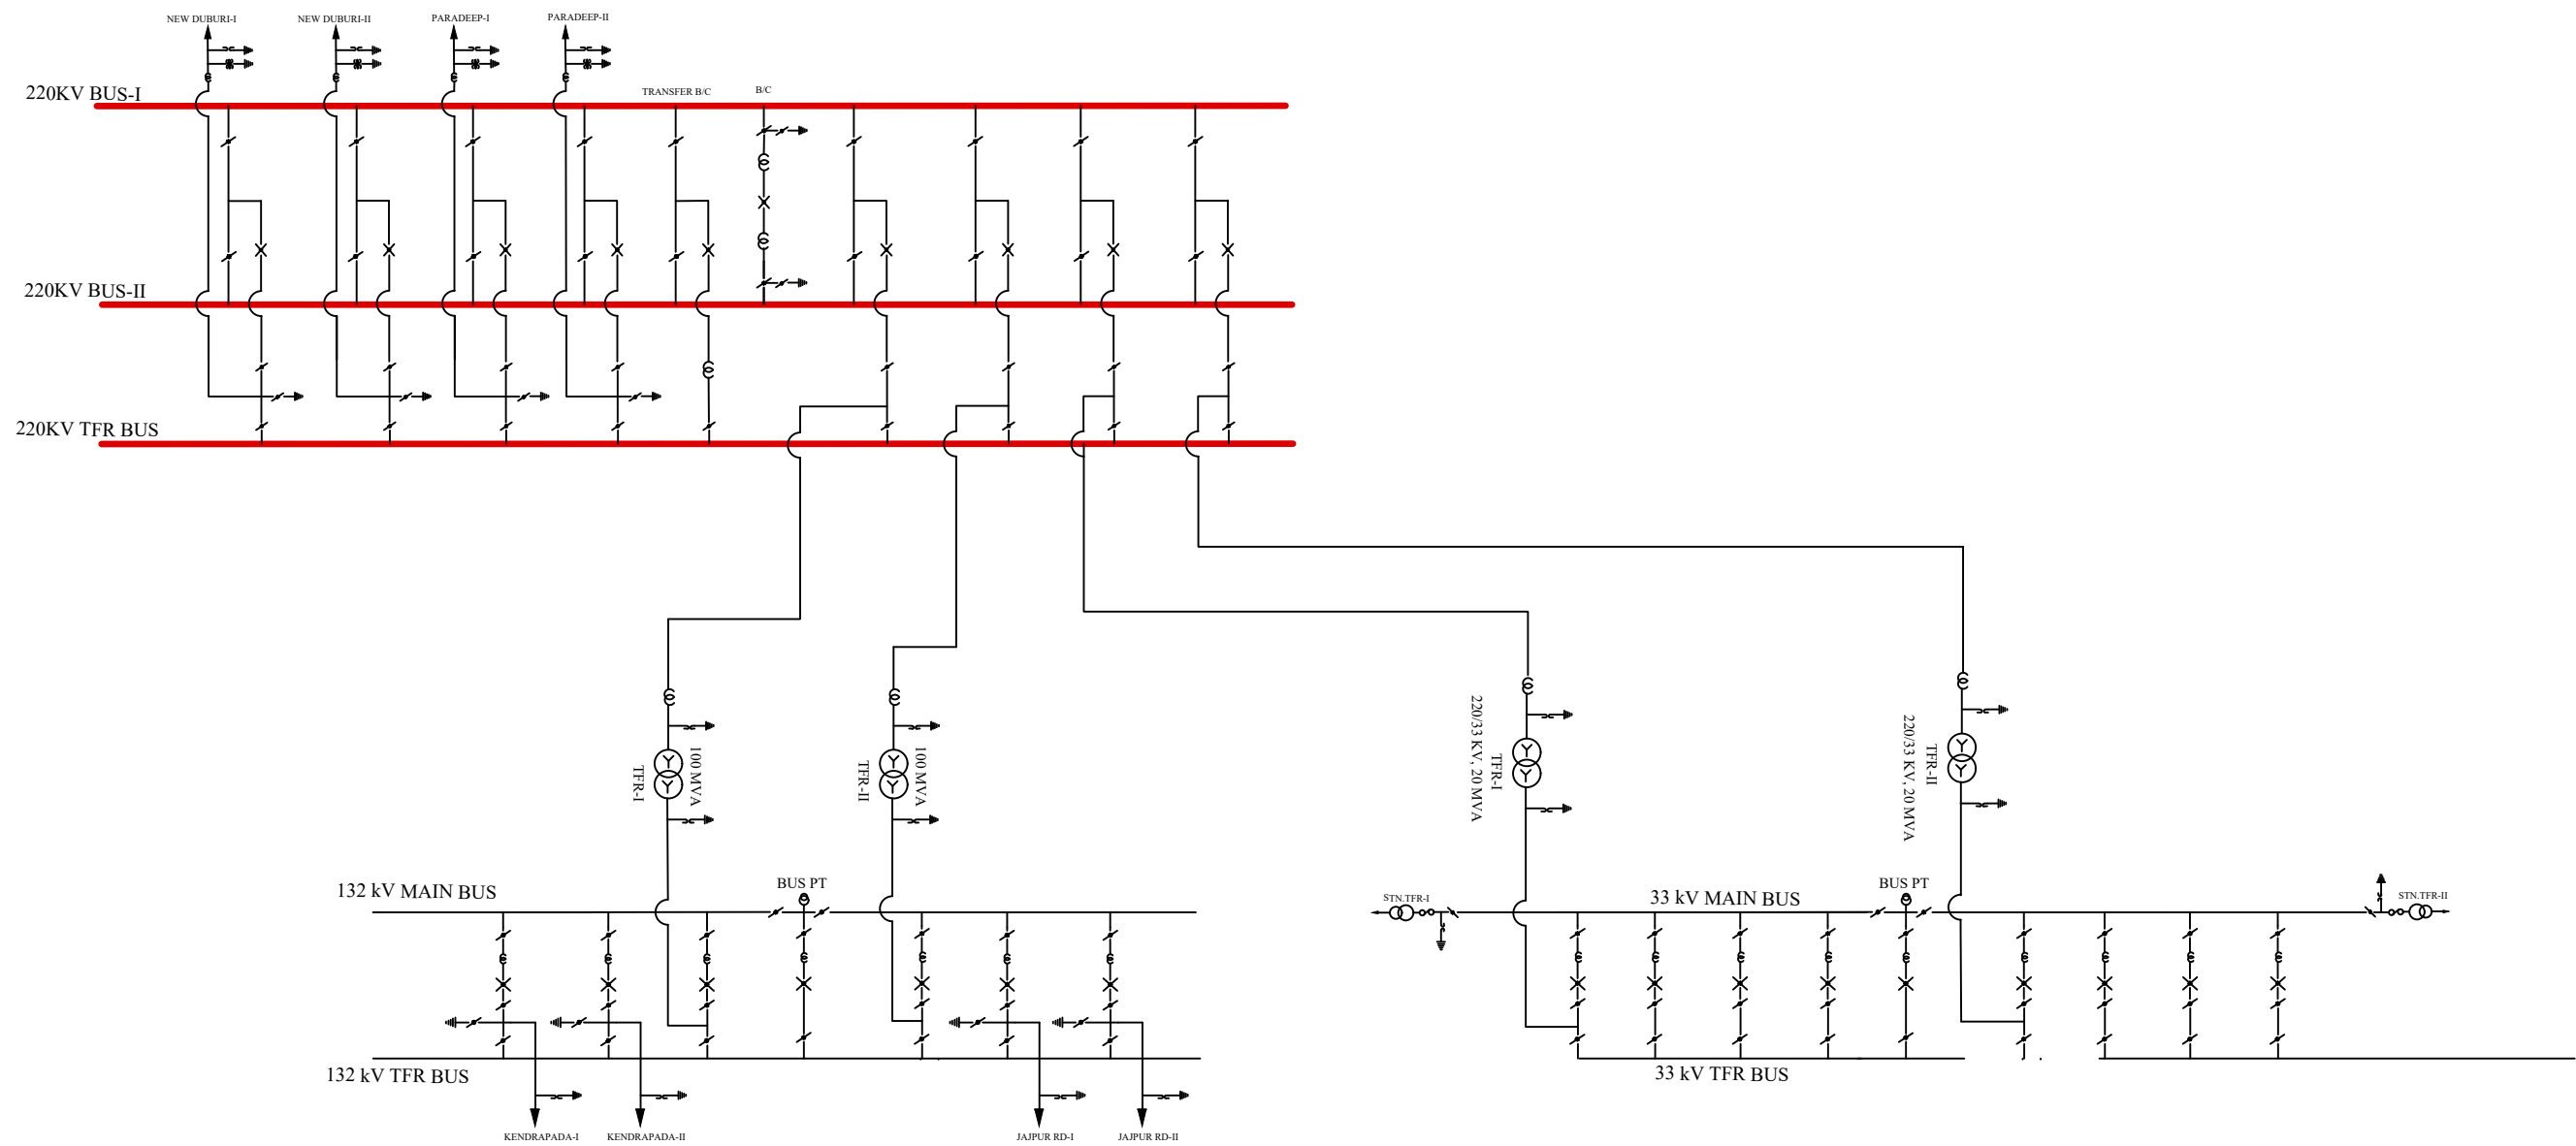 NEW DUBURI-I
NEW DUBURI-II
PARADEEP-I
PARADEEP-II
220KV BUS-I
TRANSFER B/C
B/C
220KV BUS-II
220KV TFR BUS
TFR-I
100 MVA
TFR-II
100 MVA
220/33 KV, 20 MVA
TFR-I
220/33 KV, 20 MVA
TFR-II
132 kV MAIN BUS
BUS PT
STN.TFR-I
33 kV MAIN BUS
BUS PT
STN.TFR-II
132 kV TFR BUS
33 kV TFR BUS
KENDRAPADA-I
KENDRAPADA-II
JAJPUR RD-I
JAJPUR RD-II